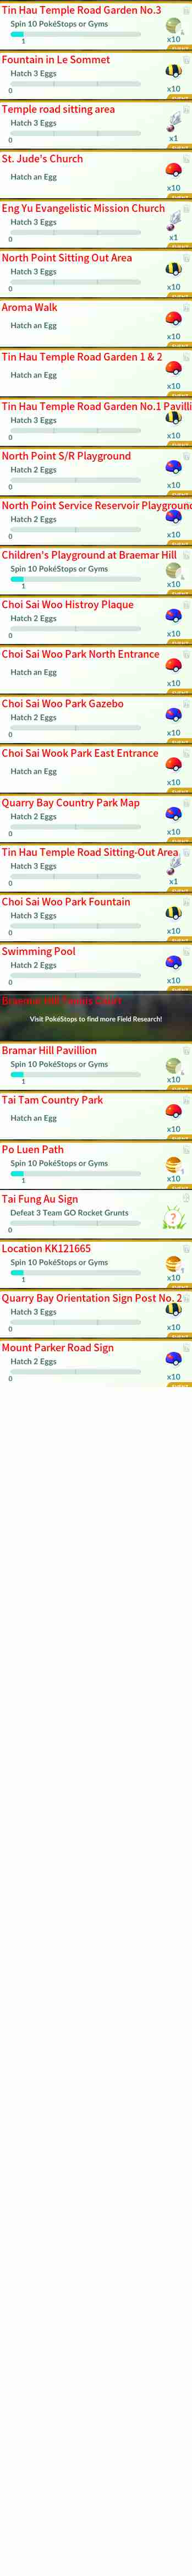 Tin Hau Temple Road Garden No.3
Spin 10 PokéStops or Gyms
1
x10
Fountain in Le Sommet
Hatch 3 Eggs
0
x10
Temple road sitting area
Hatch 3 Eggs
0
x1
St. Jude's Church
Hatch an Egg
x10
Eng Yu Evangelistic Mission Church
Hatch 3 Eggs
0
x1
North Point Sitting Out Area
Hatch 3 Eggs
0
x10
Aroma Walk
Hatch an Egg
x10
Tin Hau Temple Road Garden 1 & 2
Hatch an Egg
x10
Tin Hau Temple Road Garden No.1 Pavilli
Hatch 3 Eggs
0
x10
North Point S/R Playground
Hatch 2 Eggs
0
x10
North Point Service Reservoir Playground
Hatch 2 Eggs
0
x10
Children's Playground at Braemar Hill
Spin 10 PokéStops or Gyms
1
x10
Choi Sai Woo Histroy Plaque
Hatch 2 Eggs
0
x10
Choi Sai Woo Park North Entrance
Hatch an Egg
x10
Choi Sai Woo Park Gazebo
Hatch 2 Eggs
0
x10
Choi Sai Wook Park East Entrance
Hatch an Egg
x10
Quarry Bay Country Park Map
Hatch 2 Eggs
0
x10
Tin Hau Temple Road Sitting-Out Area
Hatch 3 Eggs
0
x1
Choi Sai Woo Park Fountain
Hatch 3 Eggs
0
x10
Swimming Pool
Hatch 2 Eggs
0
x10
Visit PokéStops to find more Field Research!
Bramar Hill Pavillion
Spin 10 PokéStops or Gyms
1
x10
Tai Tam Country Park
Hatch an Egg
x10
Po Luen Path
Spin 10 PokéStops or Gyms
1
x10
Tai Fung Au Sign
Defeat 3 Team GO Rocket Grunts
0
?
Location KK121665
Spin 10 PokéStops or Gyms
1
x10
Quarry Bay Orientation Sign Post No. 2
Hatch 3 Eggs
0
x10
Mount Parker Road Sign
Hatch 2 Eggs
0
x10